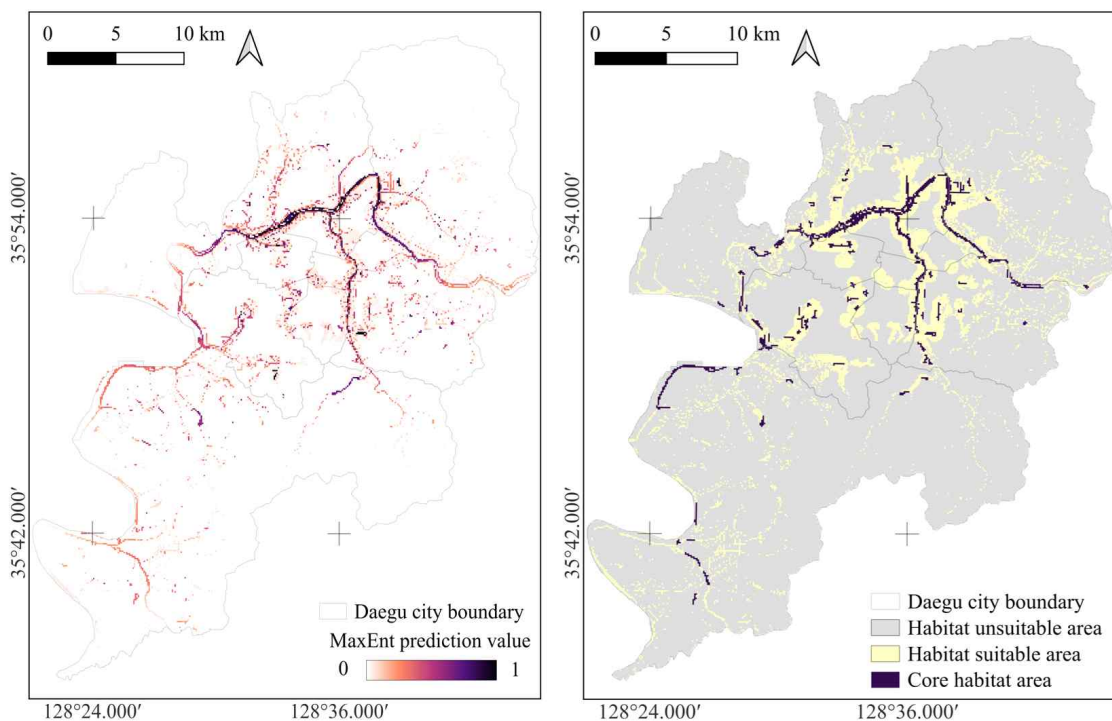 0 5 10 km
35°54.000′
35°42.000′
Daegu city boundary
MaxEnt prediction value
0 1
128°24.000′ 128°36.000′
0 5 10 km
35°54.000′
35°42.000′
Daegu city boundary
Habitat unsuitable area
Habitat suitable area
Core habitat area
128°24.000′ 128°36.000′